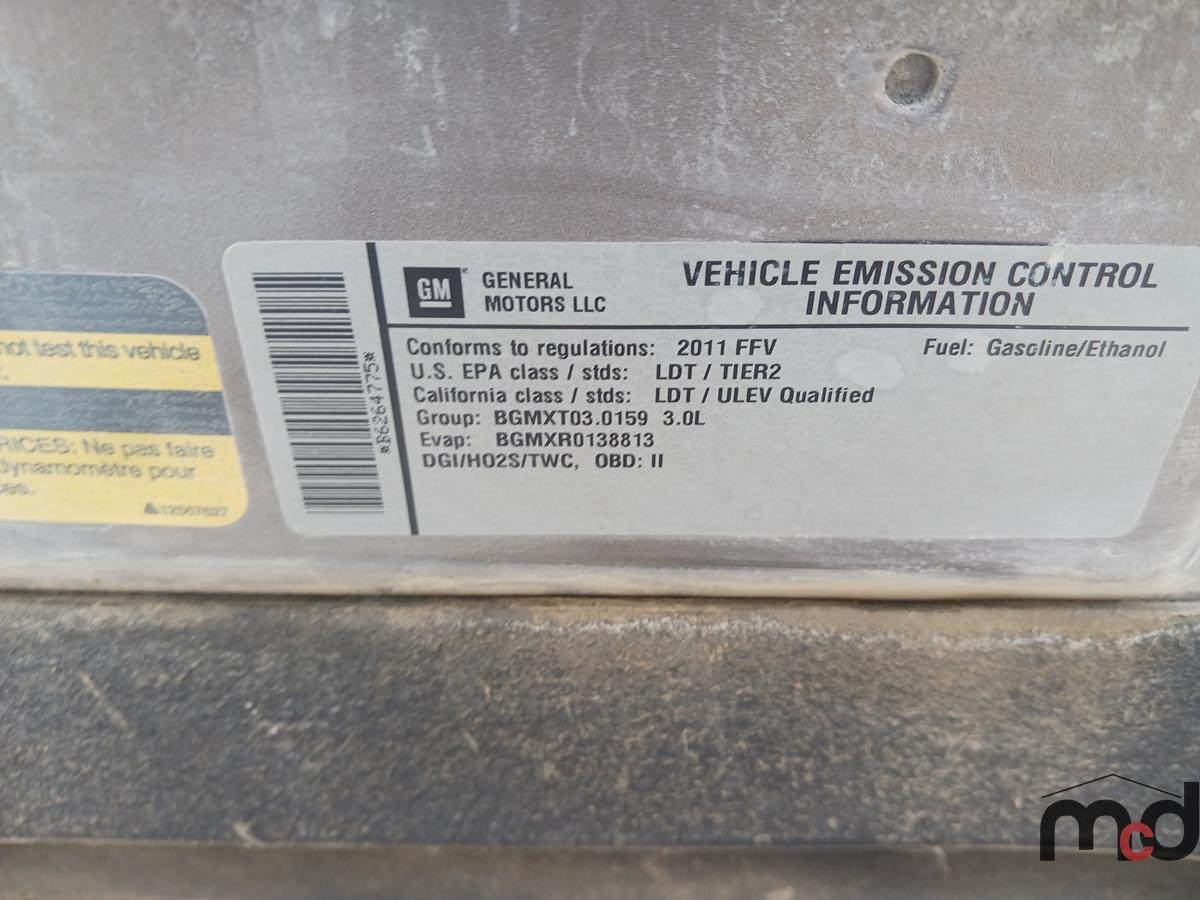 not test this vehicle
RICES: Ne pas faire
dynamomètre pour
12567697
*B6264775*
GM
GENERAL
MOTORS LLC
VEHICLE EMISSION CONTROL
INFORMATION
Conforms to regulations: 2011 FFV
Fuel: Gasoline/Ethanol
U.S. EPA class / stds: LDT / TIER2
California class / stds: LDT / ULEV Qualified
Group: BGMXT03.0159 3.0L
Evap: BGMXR0138813
DGI/HO2S/TWC, OBD: II
mcd